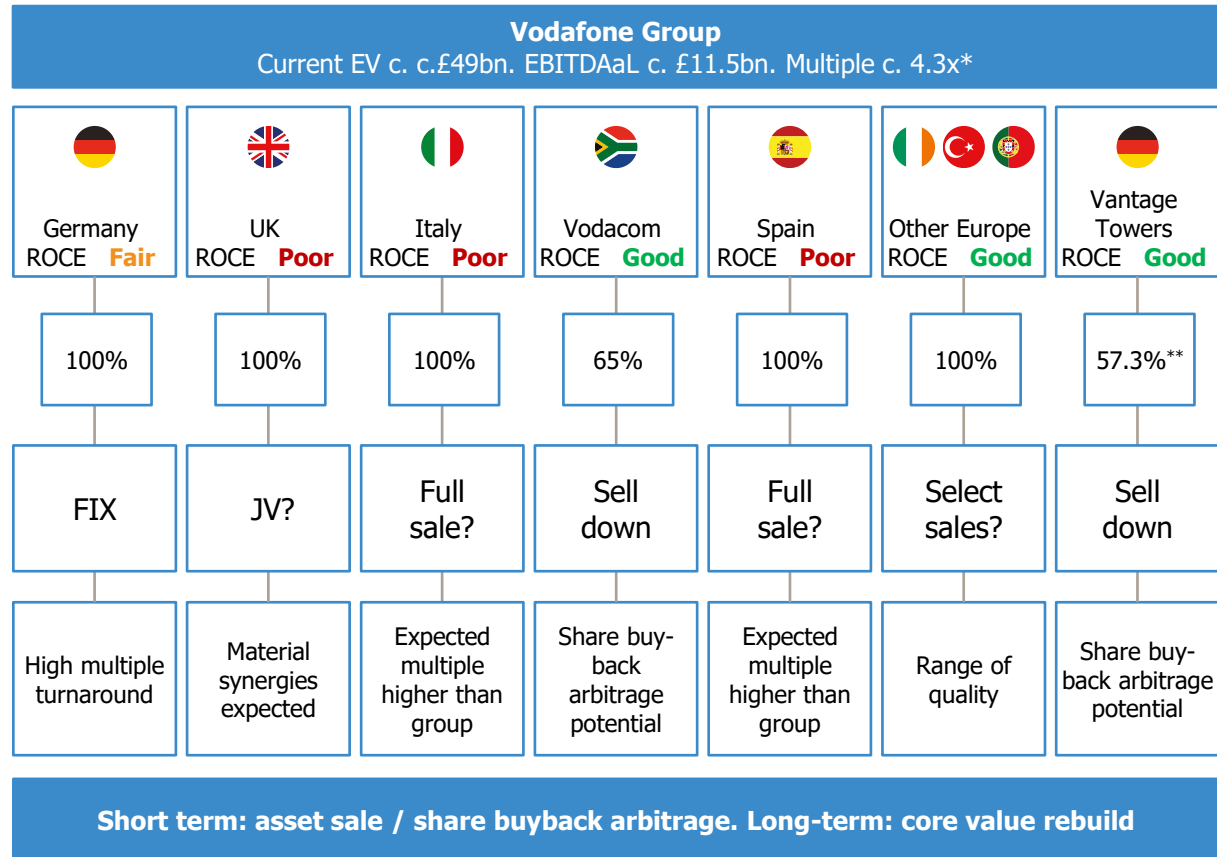 Vodafone Group
Current EV c. c.£49bn. EBITDAaL c. £11.5bn. Multiple c. 4.3x*
Germany
ROCE Fair
UK
ROCE Poor
Italy
ROCE Poor
Vodacom
ROCE Good
Spain
ROCE Poor
Other Europe
ROCE Good
Vantage
Towers
ROCE Good
100%
100%
100%
65%
100%
100%
57.3%**
FIX
JV?
Full
sale?
Sell
down
Full
sale?
Select
sales?
Sell
down
High multiple
turnaround
Material
synergies
expected
Expected
multiple
higher than
group
Share buy-
back
arbitrage
potential
Expected
multiple
higher than
group
Range of
quality
Share buy-
back arbitrage
potential
Short term: asset sale / share buyback arbitrage. Long-term: core value rebuild